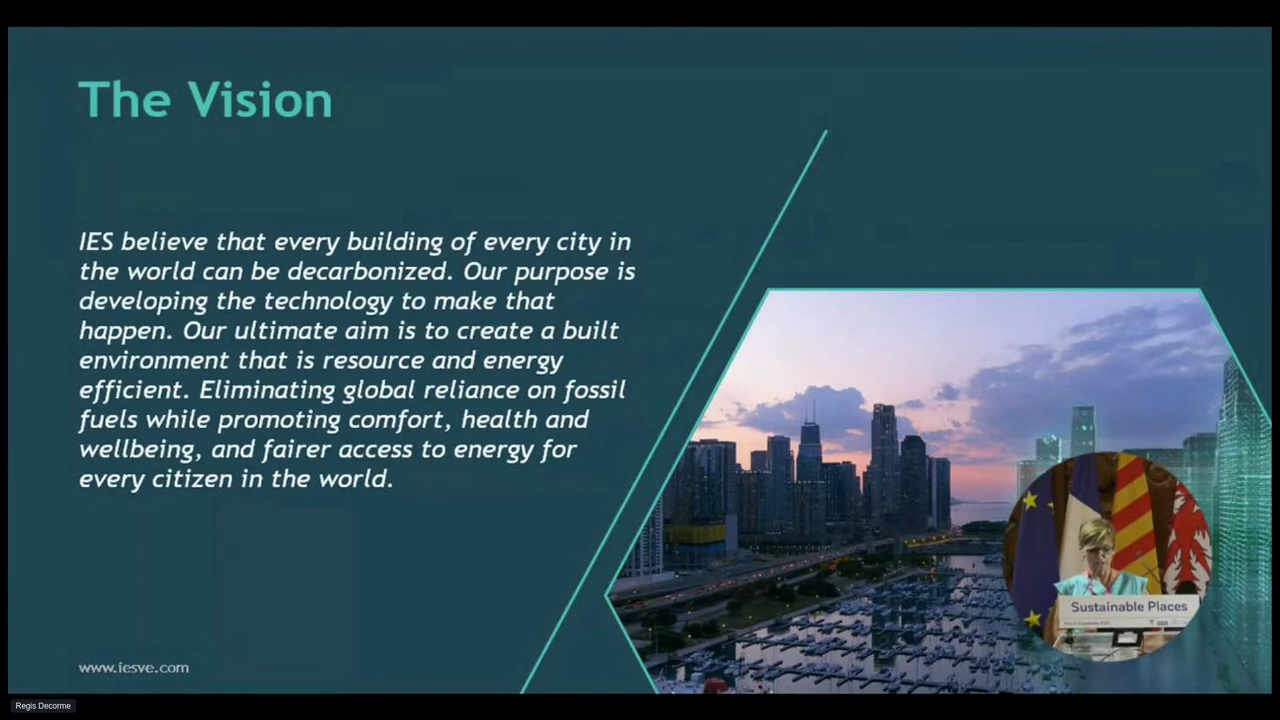 The Vision
IES believe that every building of every city in
the world can be decarbonized. Our purpose is
developing the technology to make that
happen. Our ultimate aim is to create a built
environment that is resource and energy
efficient. Eliminating global reliance on fossil
fuels while promoting comfort, health and
wellbeing, and fairer access to energy for
every citizen in the world.
Sustainable Places
www.iesve.com
Regis Decorme